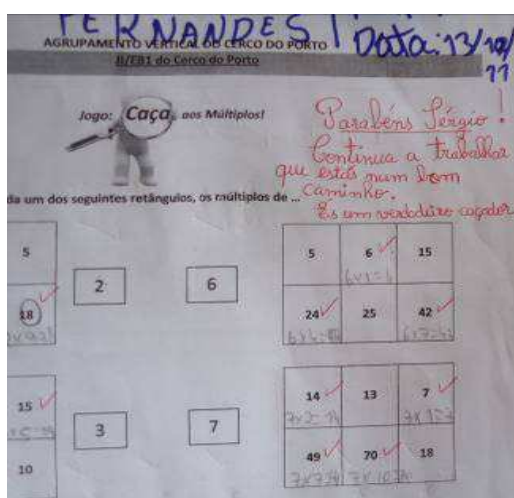 FERNANDES
Data: 13/10/
11
AGRUPAMENTO VERTICAL DO CERCO DO PORTO
JI/EB1 do Cerco do Porto
Jogo: Caça aos Múltiplos!
Parabéns Sérgio!
Continua a trabalhar
que estás num bom
caminho.
És um verdadeiro caçador
da um dos seguintes retângulos, os múltiplos de ...
5
2
6
5
6
15
6x1=6
18
24
25
42
6x7=42
15
3
7
14
13
7
7x2=14
10
49
70
18